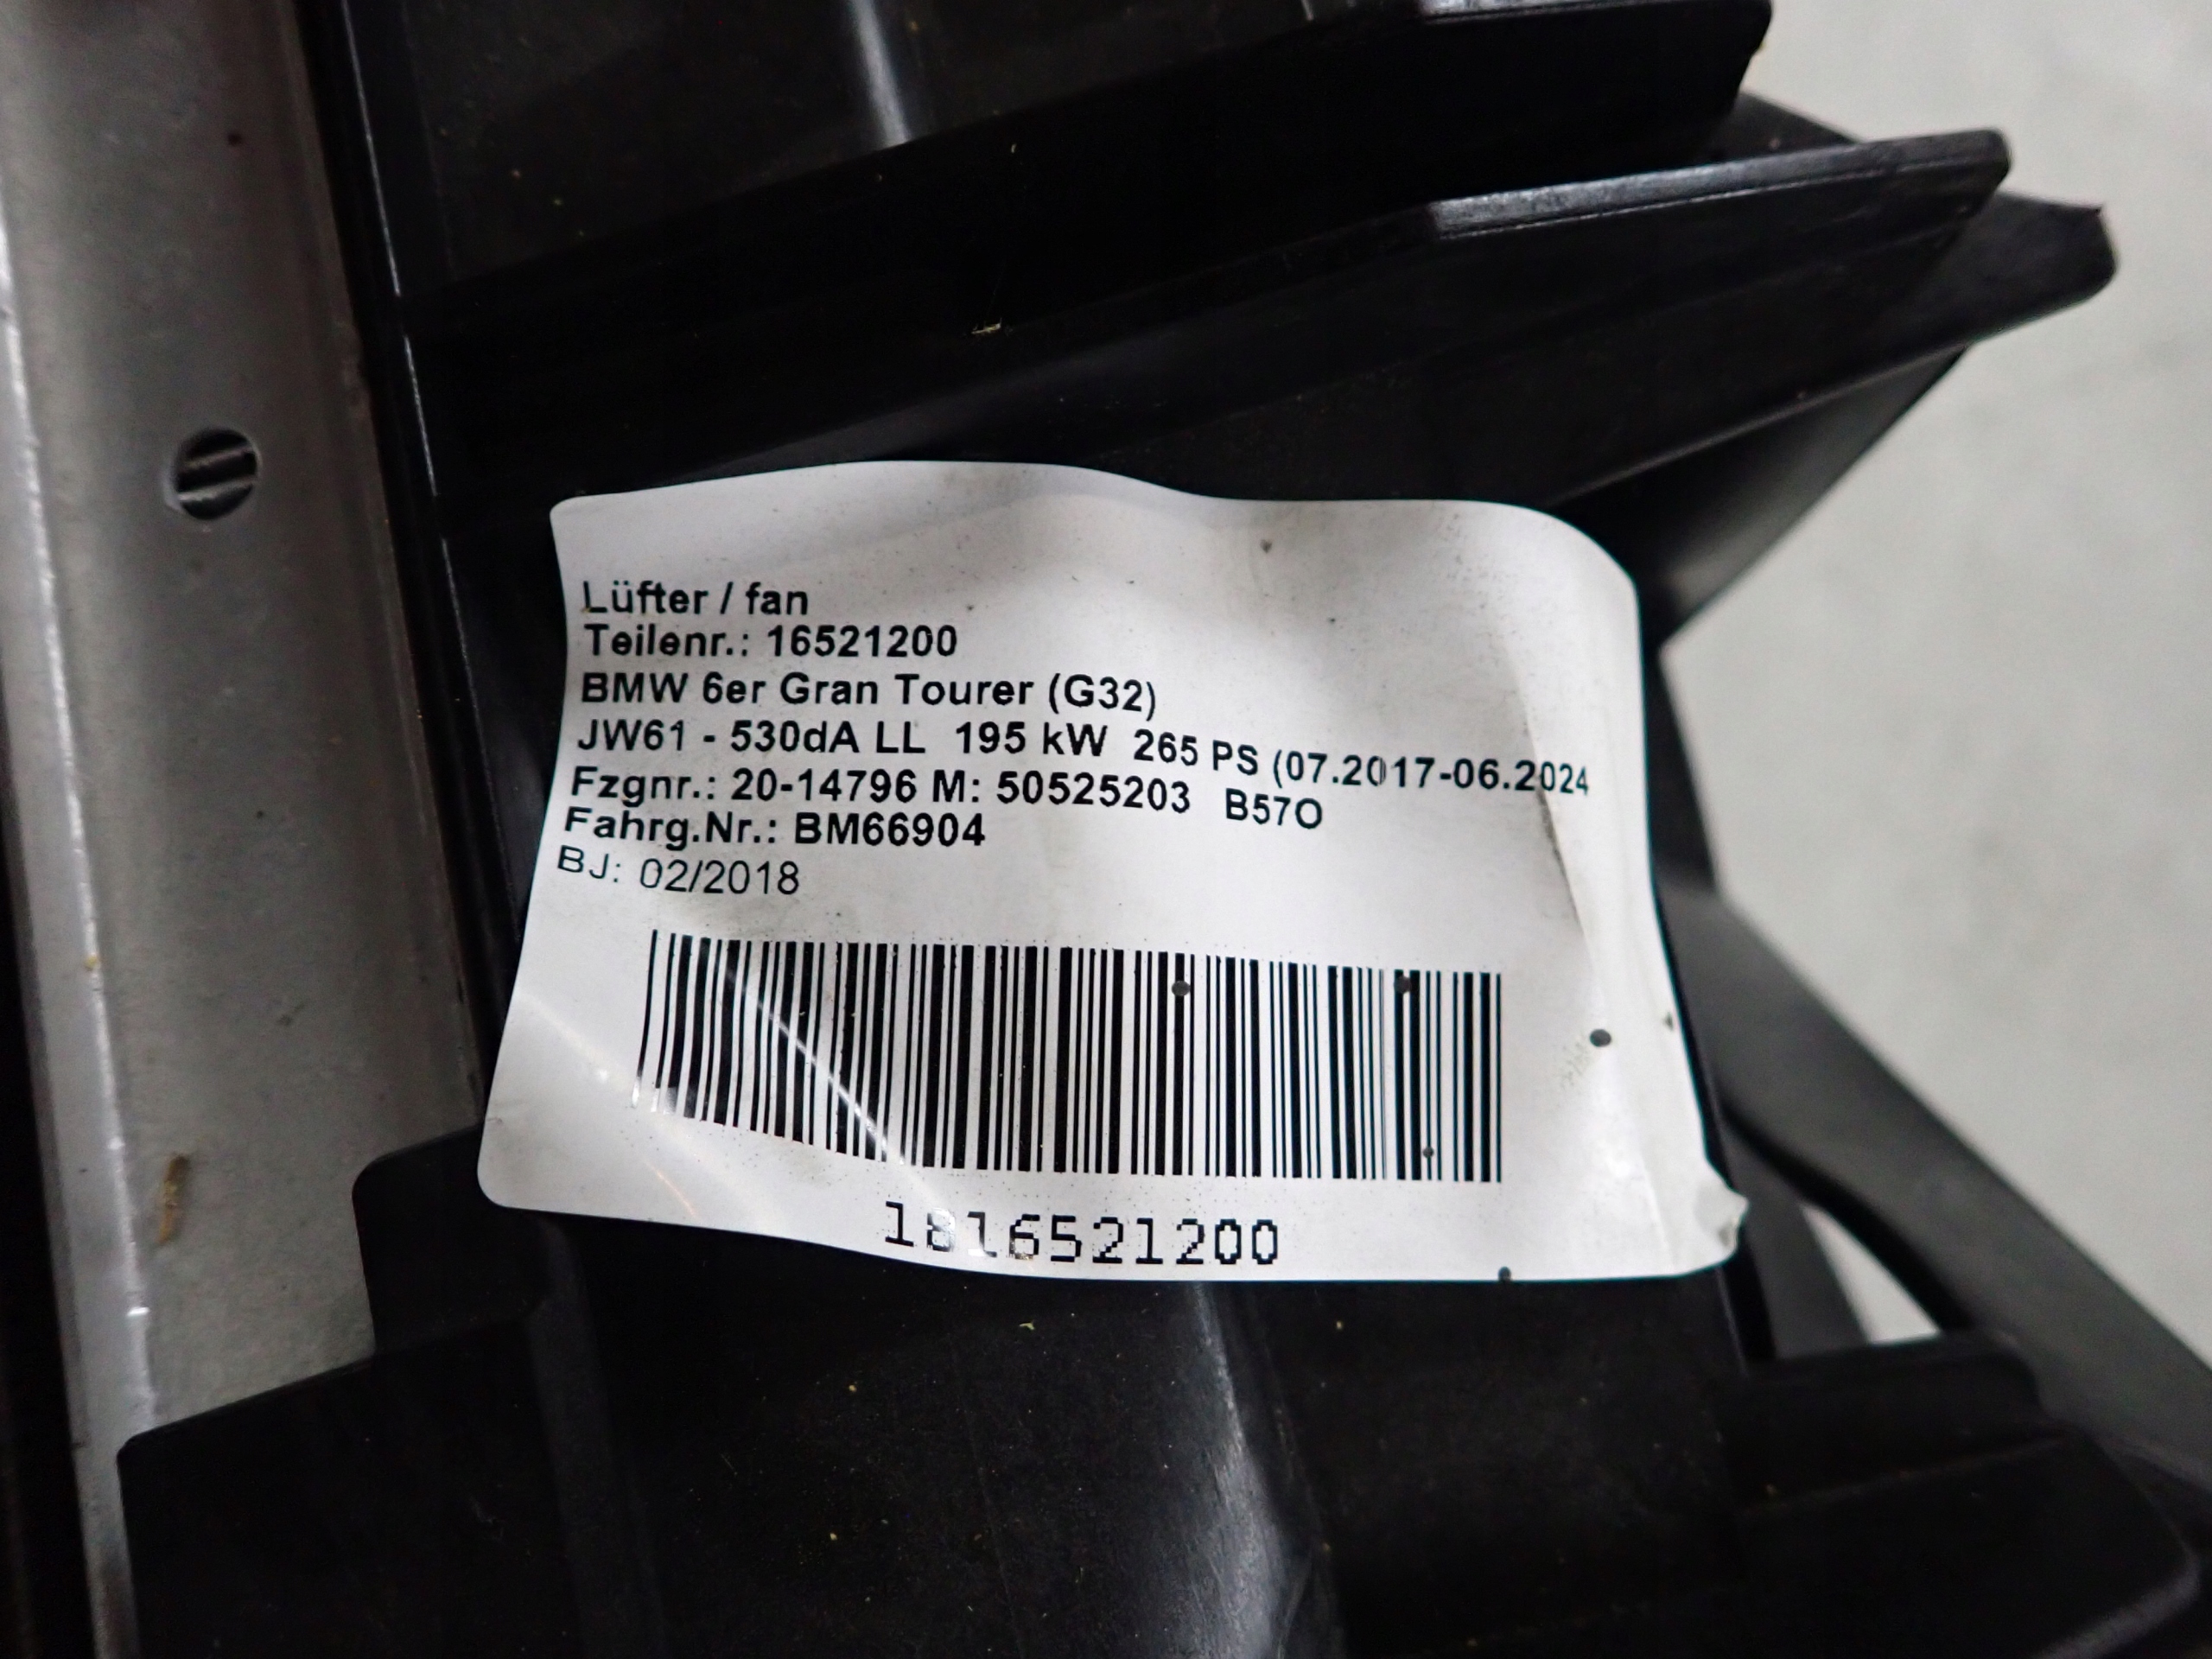 Lüfter / fan
Teilenr.: 16521200
BMW 6er Gran Tourer (G32)
JW61 - 530dA LL 195 kW 265 PS (07.2017-06.2024
Fzgnr.: 20-14796 M: 50525203 B57O
Fahrg.Nr.: BM66904
BJ: 02/2018
1816521200